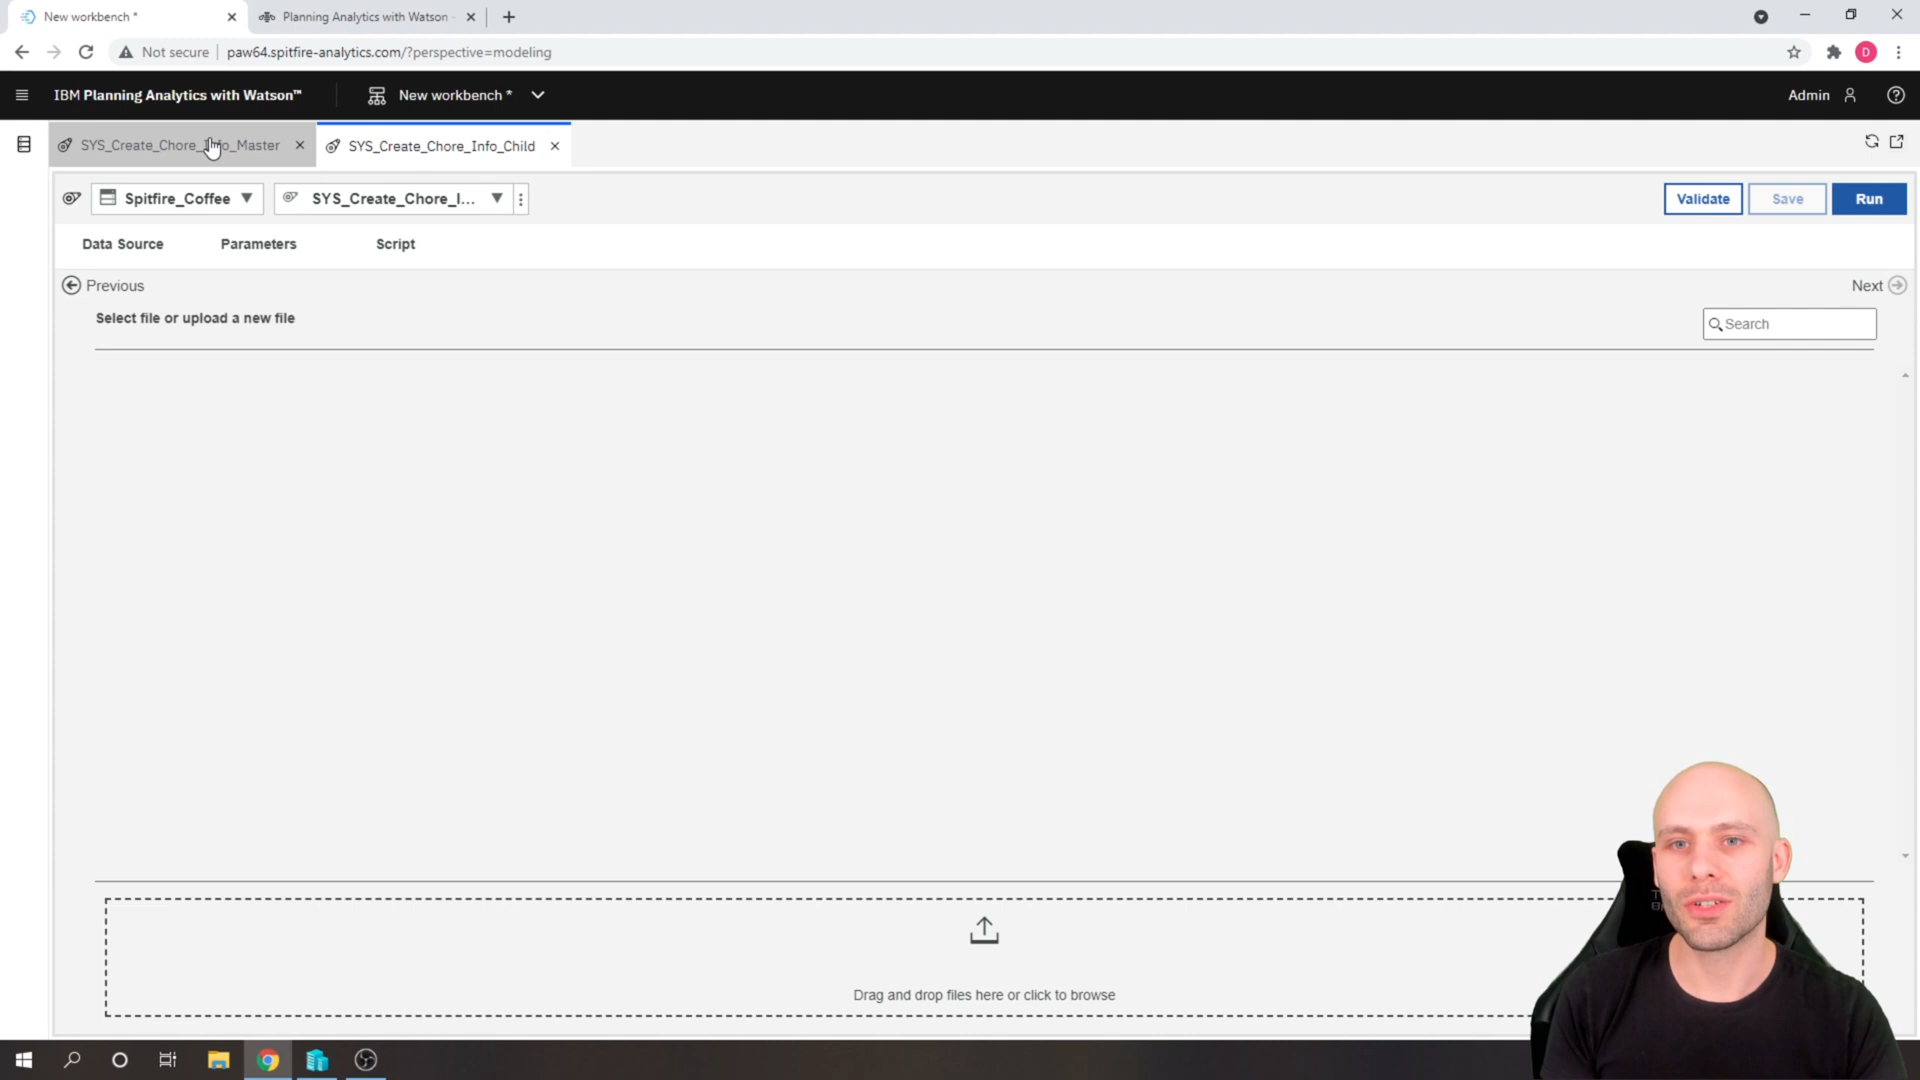 New workbench *
Planning Analytics with Watson -
Not secure
paw64.spitfire-analytics.com/?perspective=modeling
D
IBM Planning Analytics with Watson™
New workbench *
Admin
SYS_Create_Chore_Info_Master
SYS_Create_Chore_Info_Child
Spitfire_Coffee
SYS_Create_Chore_I...
Validate
Save
Run
Data Source
Parameters
Script
Previous
Next
Select file or upload a new file
Search
Drag and drop files here or click to browse